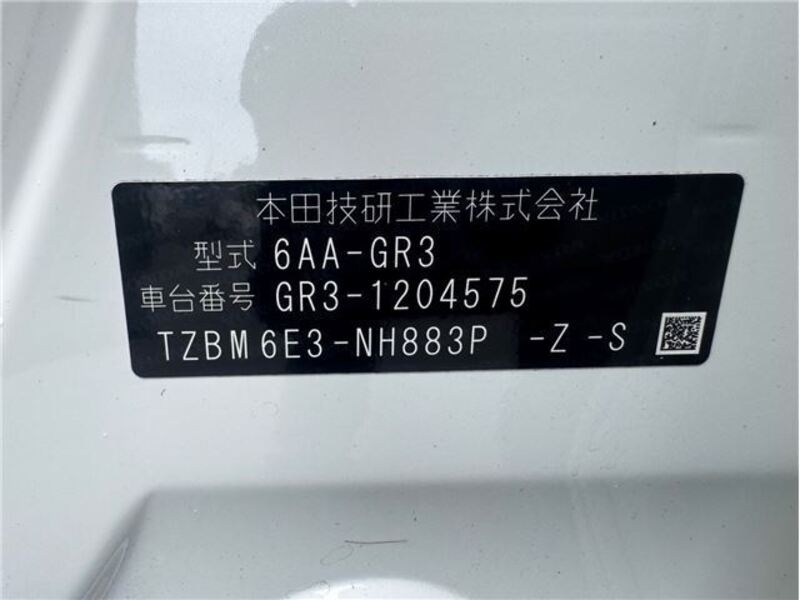 本田技研工業株式会社
型式 6AA-GR3
車台番号 GR3-1204575
TZBM6E3-NH883P -Z -S